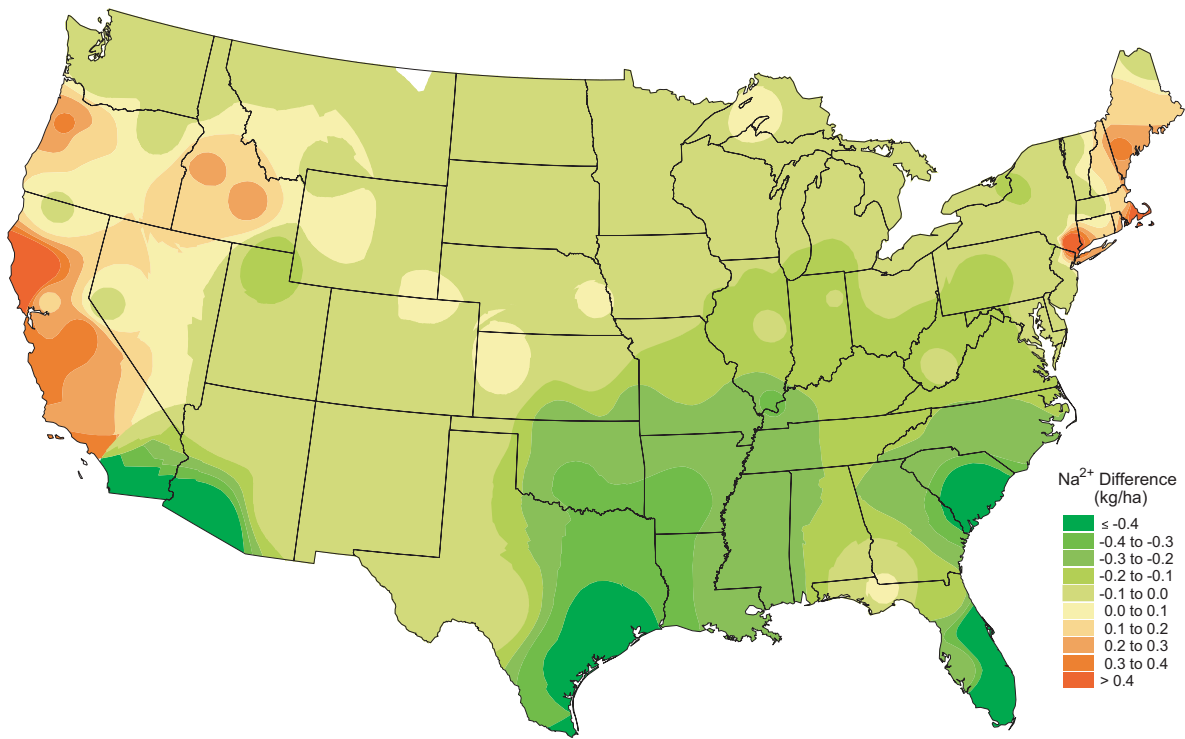 Na2+ Difference
(kg/ha)
≤ -0.4
-0.4 to -0.3
-0.3 to -0.2
-0.2 to -0.1
-0.1 to 0.0
0.0 to 0.1
0.1 to 0.2
0.2 to 0.3
0.3 to 0.4
> 0.4